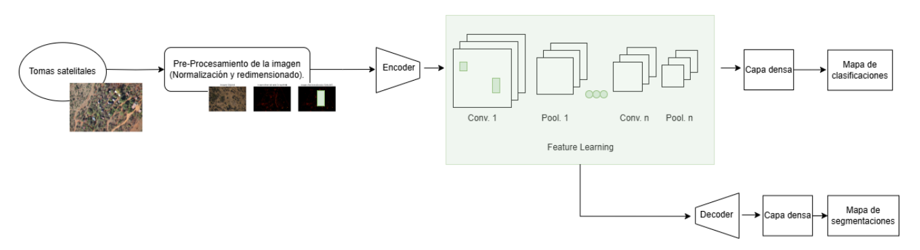 Tomas satelitales
Pre-Procesamiento de la imagen
(Normalización y redimensionado).
Encoder
Conv. 1
Pool. 1
Conv. n
Pool. n
Feature Learning
Capa densa
Mapa de
clasificaciones
Decoder
Capa densa
Mapa de
segmentaciones